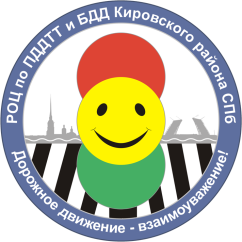 РОЦ по ПДДТТ и БДД Кировского района СПб
Дорожное движение - взаимоуважение!